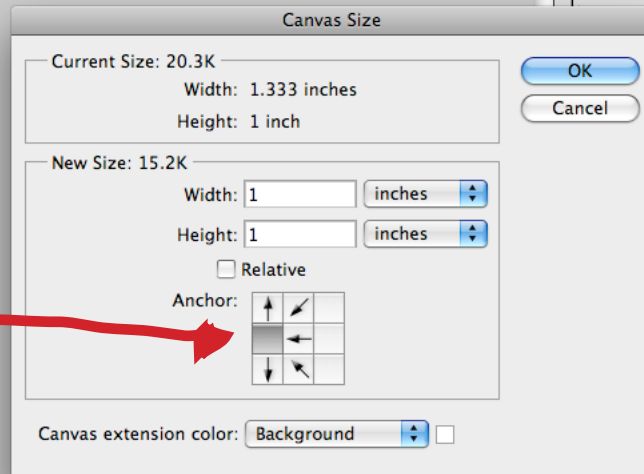 Canvas Size
Current Size: 20.3K
Width: 1.333 inches
Height: 1 inch
OK
Cancel
New Size: 15.2K
Width: 1 inches
Height: 1 inches
Relative
Anchor:
Canvas extension color: Background